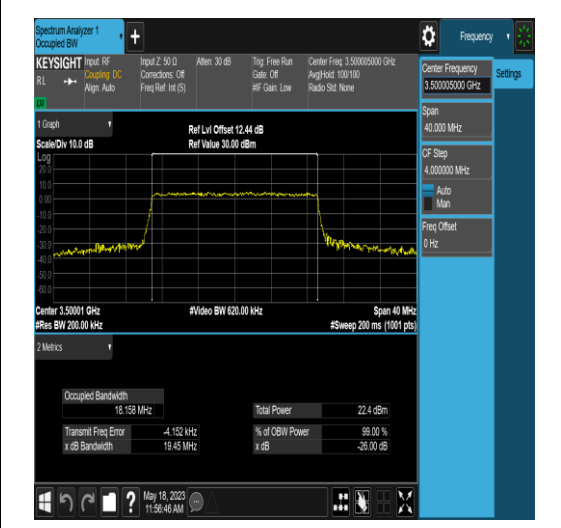 Spectrum Analyzer 1
Occupied BW
Frequency
KEYSIGHT
RL
Input: RF
Coupling: DC
Align: Auto
Input Z: 50 Ω
Corrections: Off
Freq Ref: Int (S)
Atten: 30 dB
Trig: Free Run
Gate: Off
#IF Gain: Low
Center Freq: 3.500005000 GHz
Avg|Hold: 100/100
Radio Std: None
Center Frequency
3.500005000 GHz
Settings
Span
40.000 MHz
CF Step
4.000000 MHz
Auto
Man
Freq Offset
0 Hz
1 Graph
Scale/Div 10.0 dB
Ref Lvl Offset 12.44 dB
Ref Value 30.00 dBm
Log
20.0
10.0
0.00
-10.0
-20.0
-30.0
-40.0
-50.0
-60.0
Center 3.50001 GHz
#Video BW 620.00 kHz
Span 40 MHz
#Res BW 200.00 kHz
#Sweep 200 ms (1001 pts)
2 Metrics
Occupied Bandwidth
18.158 MHz
Total Power 22.4 dBm
Transmit Freq Error -4.152 kHz
% of OBW Power 99.00 %
x dB Bandwidth 19.45 MHz
x dB -26.00 dB
?
May 18, 2023
11:56:46 AM